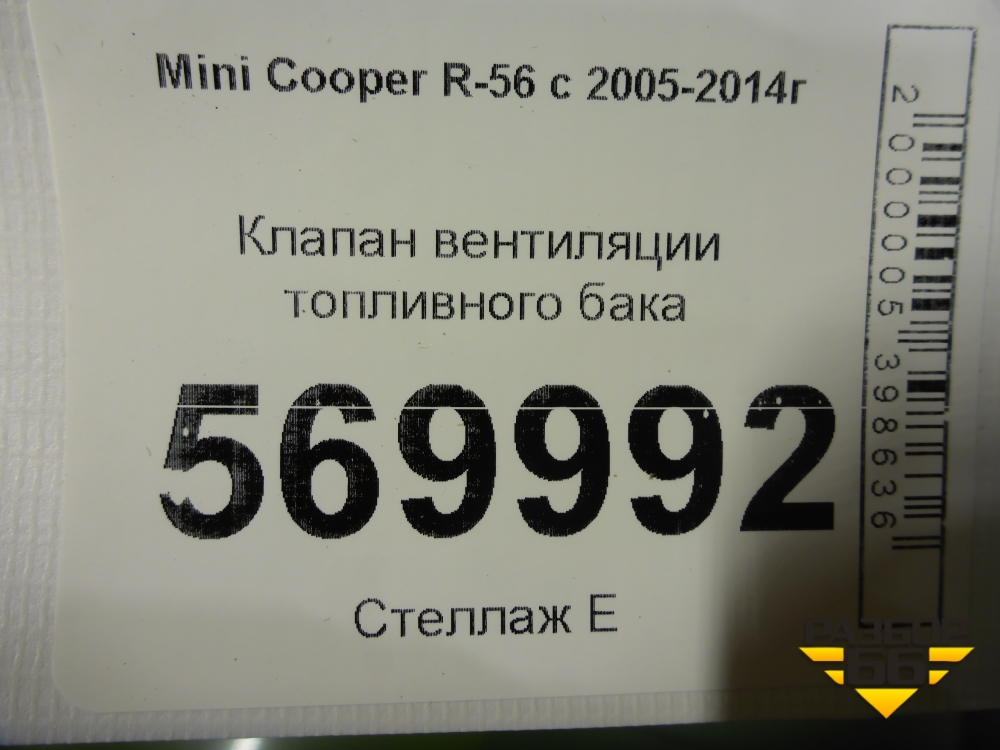 Mini Cooper R-56 с 2005-2014г
Клапан вентиляции
топливного бака
569992
Стеллаж Е
2000005398636
РАЗБОР
66